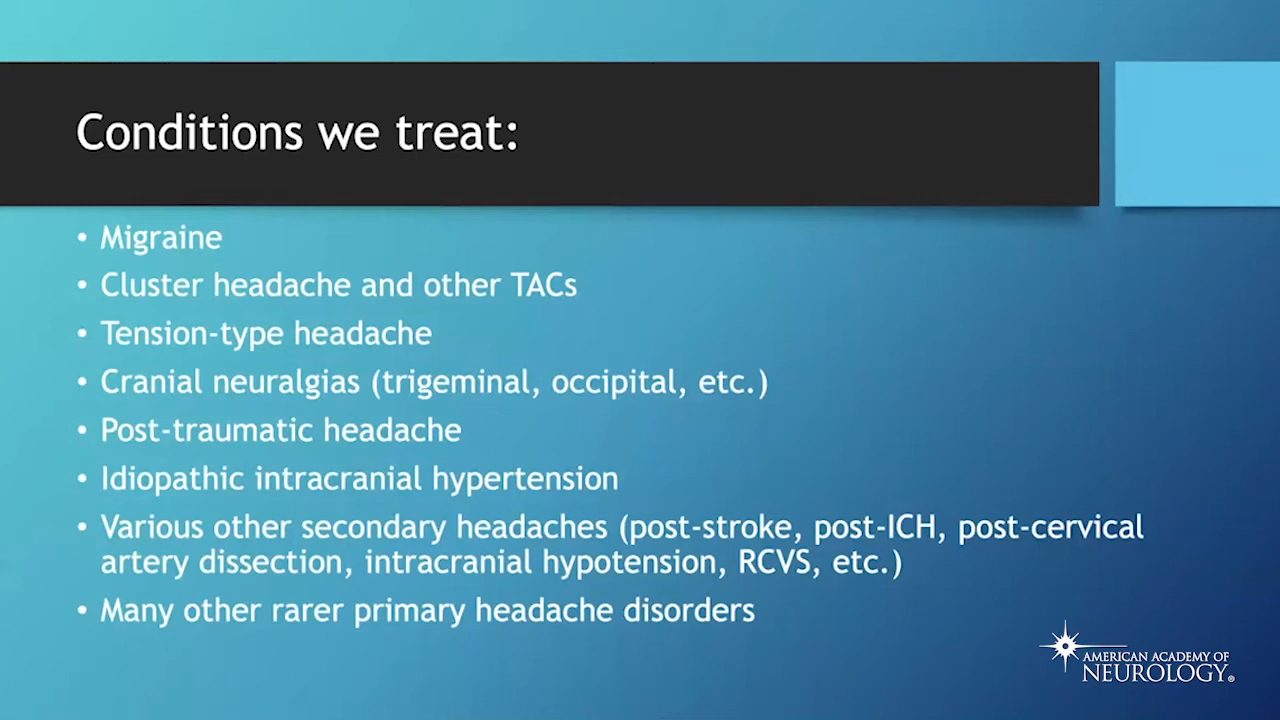 Conditions we treat:
• Migraine
• Cluster headache and other TACs
• Tension-type headache
• Cranial neuralgias (trigeminal, occipital, etc.)
• Post-traumatic headache
• Idiopathic intracranial hypertension
• Various other secondary headaches (post-stroke, post-ICH, post-cervical
artery dissection, intracranial hypotension, RCVS, etc.)
• Many other rarer primary headache disorders
AMERICAN ACADEMY OF
NEUROLOGY®